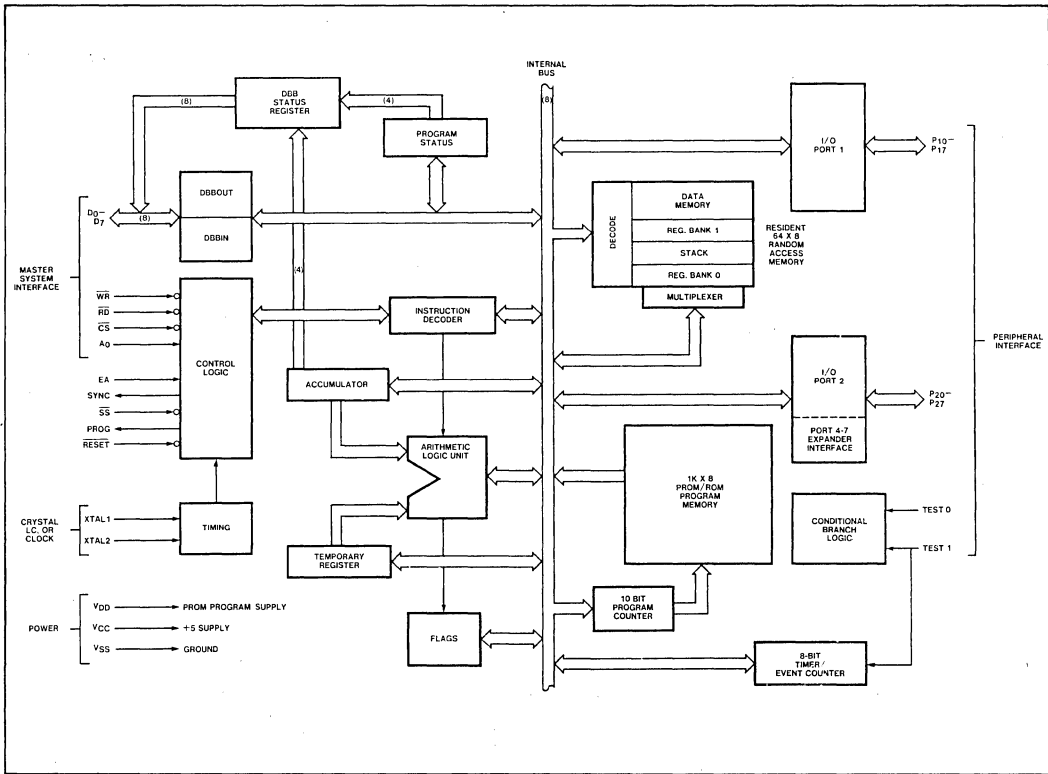 INTERNAL
BUS
(8)
DBB
STATUS
REGISTER
(8)
(4)
PROGRAM
STATUS
I/O
PORT 1
P10–
P17
DBBOUT
DBBIN
D0–
D7
(8)
MASTER
SYSTEM
INTERFACE
WR
RD
CS
A0
EA
SYNC
SS
PROG
RESET
CONTROL
LOGIC
(4)
INSTRUCTION
DECODER
ACCUMULATOR
ARITHMETIC
LOGIC UNIT
DECODE
DATA
MEMORY
REG. BANK 1
STACK
REG. BANK 0
MULTIPLEXER
RESIDENT
64 X 8
RANDOM
ACCESS
MEMORY
PERIPHERAL
INTERFACE
I/O
PORT 2
PORT 4-7
EXPANDER
INTERFACE
P20–
P27
1K X 8
PROM/ROM
PROGRAM
MEMORY
CONDITIONAL
BRANCH
LOGIC
TEST 0
TEST 1
CRYSTAL
LC, OR
CLOCK
XTAL1
XTAL2
TIMING
TEMPORARY
REGISTER
10 BIT
PROGRAM
COUNTER
FLAGS
8-BIT
TIMER/
EVENT COUNTER
POWER
VDD PROM PROGRAM SUPPLY
VCC +5 SUPPLY
VSS GROUND